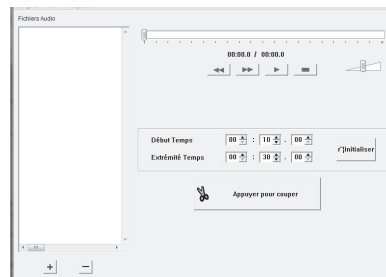 Fichiers Audio
00:00.0 / 00:00.0
Début Temps 00 : 10 . 00
Extrémité Temps 00 : 30 . 00
r˜]initialiser
Appuyer pour couper
+ −